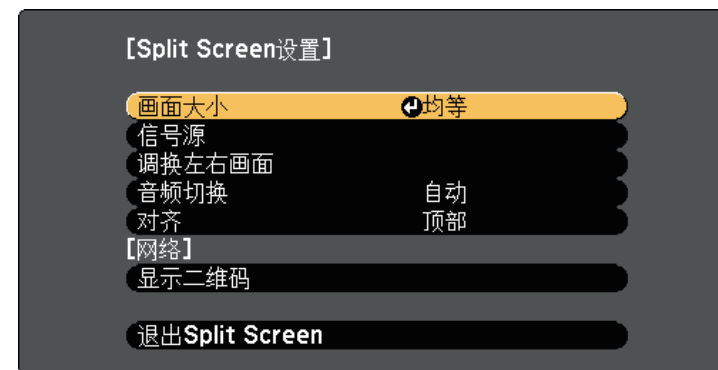 [Split Screen设置]
画面大小 均等
信号源
调换左右画面
音频切换 自动
对齐 顶部
[网络]
显示二维码
退出Split Screen